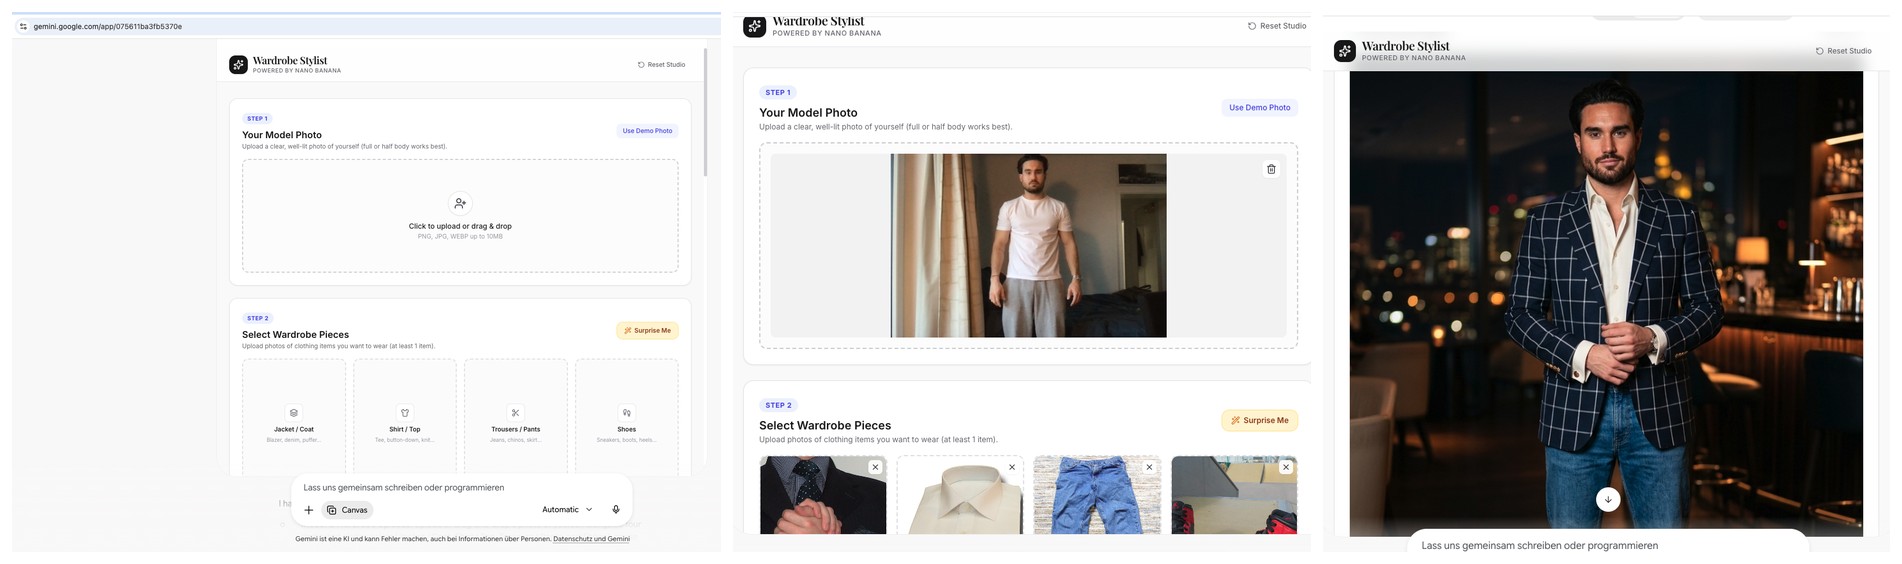 gemini.google.com/app/075611ba3fb5370e
Wardrobe Stylist
POWERED BY NANO BANANA
Reset Studio
STEP 1
Your Model Photo
Upload a clear, well-lit photo of yourself (full or half body works best).
Use Demo Photo
Click to upload or drag & drop
PNG, JPG, WEBP up to 10MB
STEP 2
Select Wardrobe Pieces
Upload photos of clothing items you want to wear (at least 1 item).
Surprise Me
Jacket / Coat
Blazer, denim, puffer...
Shirt / Top
Tee, button-down, knit...
Trousers / Pants
Jeans, chinos, skirt...
Shoes
Sneakers, boots, heels...
I ha
Lass uns gemeinsam schreiben oder programmieren
Canvas
Automatic
Gemini ist eine KI und kann Fehler machen, auch bei Informationen über Personen. Datenschutz und Gemini
Wardrobe Stylist
POWERED BY NANO BANANA
Reset Studio
STEP 1
Your Model Photo
Upload a clear, well-lit photo of yourself (full or half body works best).
Use Demo Photo
STEP 2
Select Wardrobe Pieces
Upload photos of clothing items you want to wear (at least 1 item).
Surprise Me
Wardrobe Stylist
POWERED BY NANO BANANA
Reset Studio
Lass uns gemeinsam schreiben oder programmieren